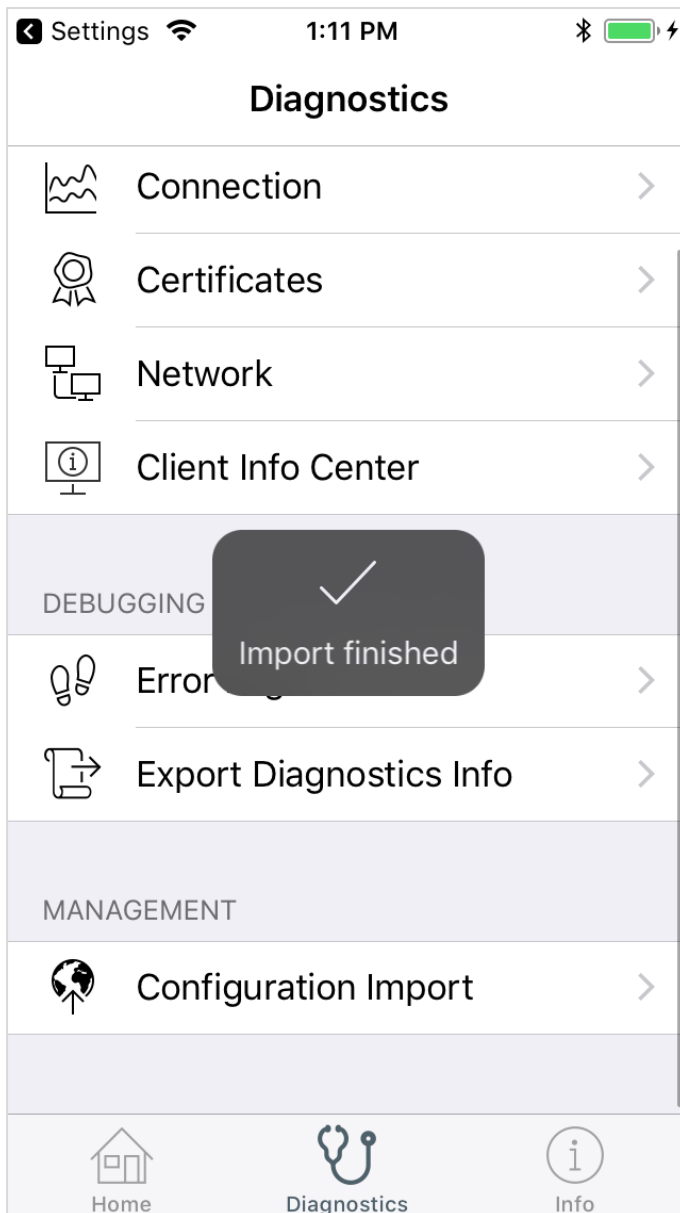 Settings 1:11 PM
Diagnostics
Connection
Certificates
Network
Client Info Center
DEBUGGING
Import finished
Error
Export Diagnostics Info
MANAGEMENT
Configuration Import
Home Diagnostics Info